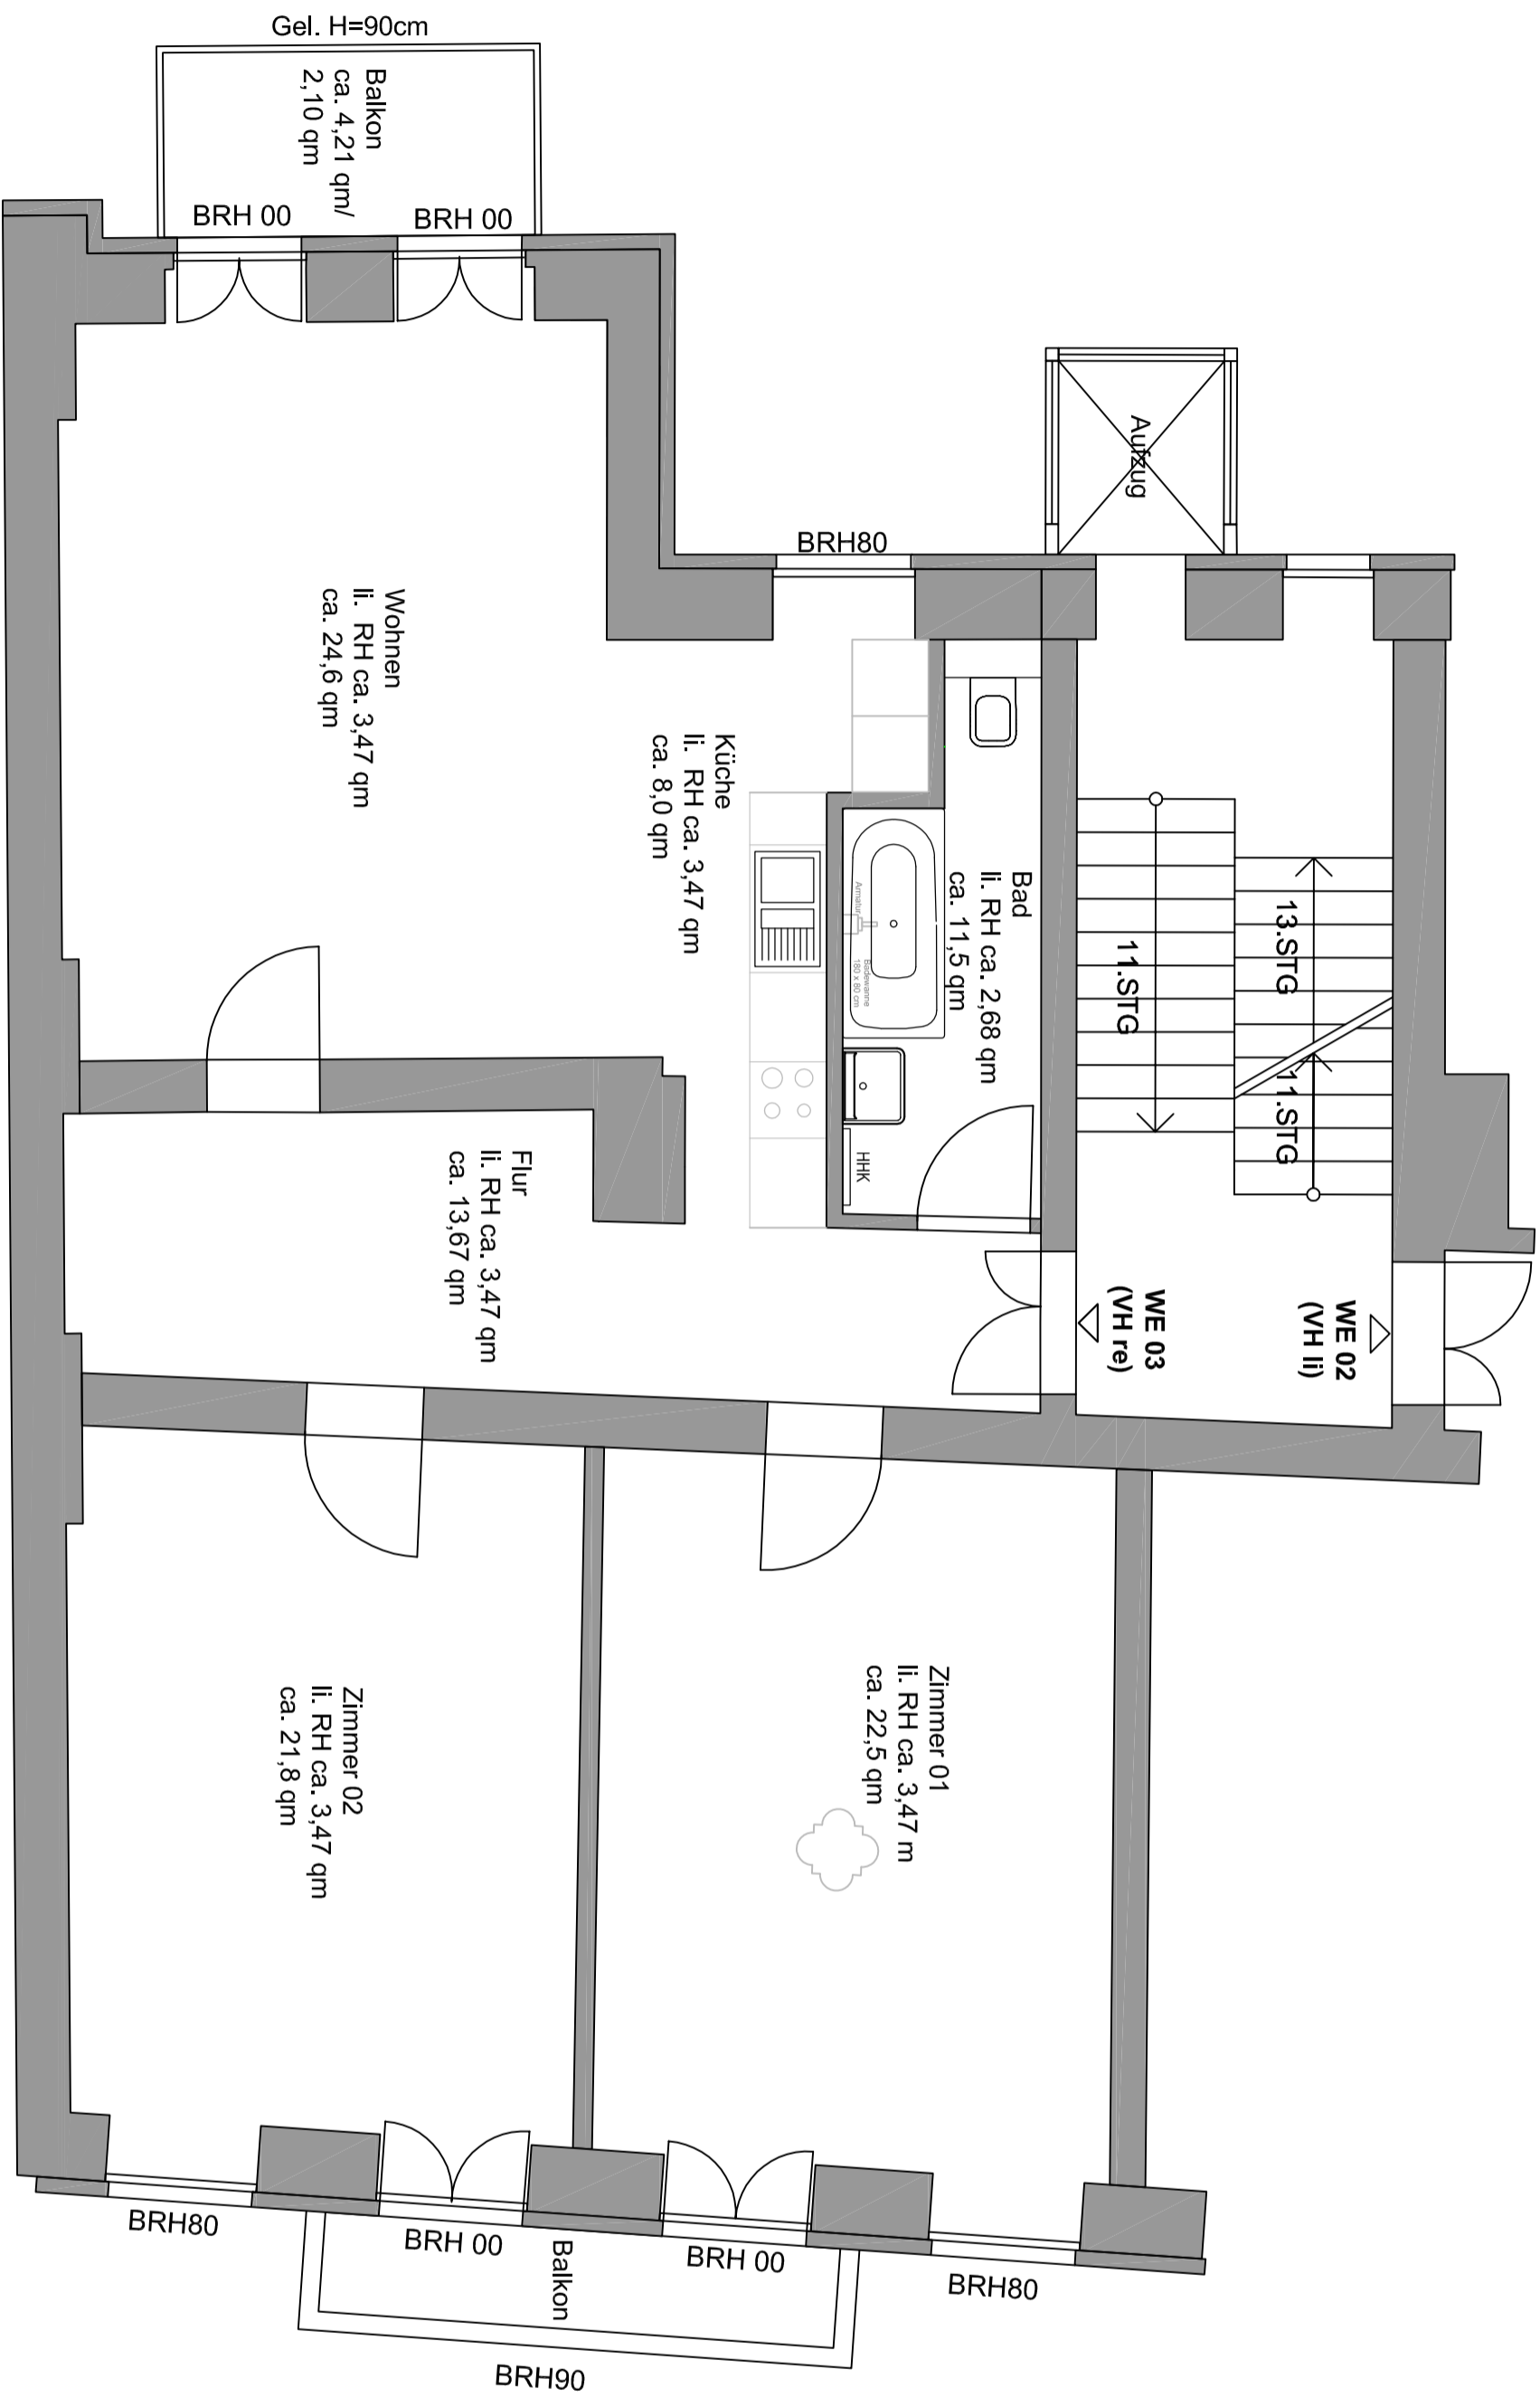 Gel. H=90cm
Balkon
ca. 4,21 qm/
2,10 qm
BRH 00
BRH 00
Aufzug
BRH80
Wohnen
li. RH ca. 3,47 qm
ca. 24,6 qm
Küche
li. RH ca. 3,47 qm
ca. 8,0 qm
Bad
li. RH ca. 2,68 qm
ca. 11,5 qm
Armatur
Badewanne
180 x 80 cm
HHK
11.STG
13.STG
11.STG
Flur
li. RH ca. 3,47 qm
ca. 13,67 qm
WE 03
(VH re)
WE 02
(VH li)
Zimmer 01
li. RH ca. 3,47 m
ca. 22,5 qm
Zimmer 02
li. RH ca. 3,47 qm
ca. 21,8 qm
BRH80
BRH 00
Balkon
BRH 00
BRH80
BRH90